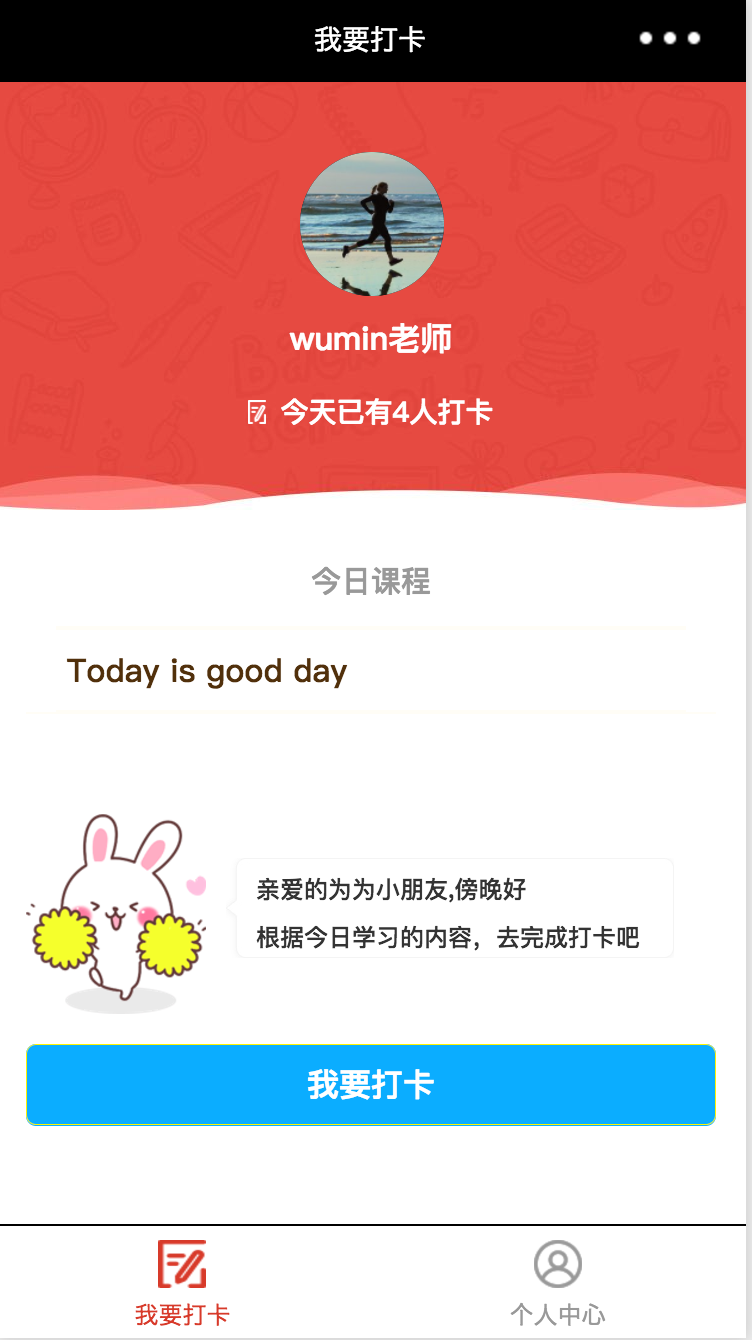 我要打卡
wumin老师
今天已有4人打卡
今日课程
Today is good day
亲爱的为为小朋友,傍晚好
根据今日学习的内容，去完成打卡吧
我要打卡
我要打卡
个人中心